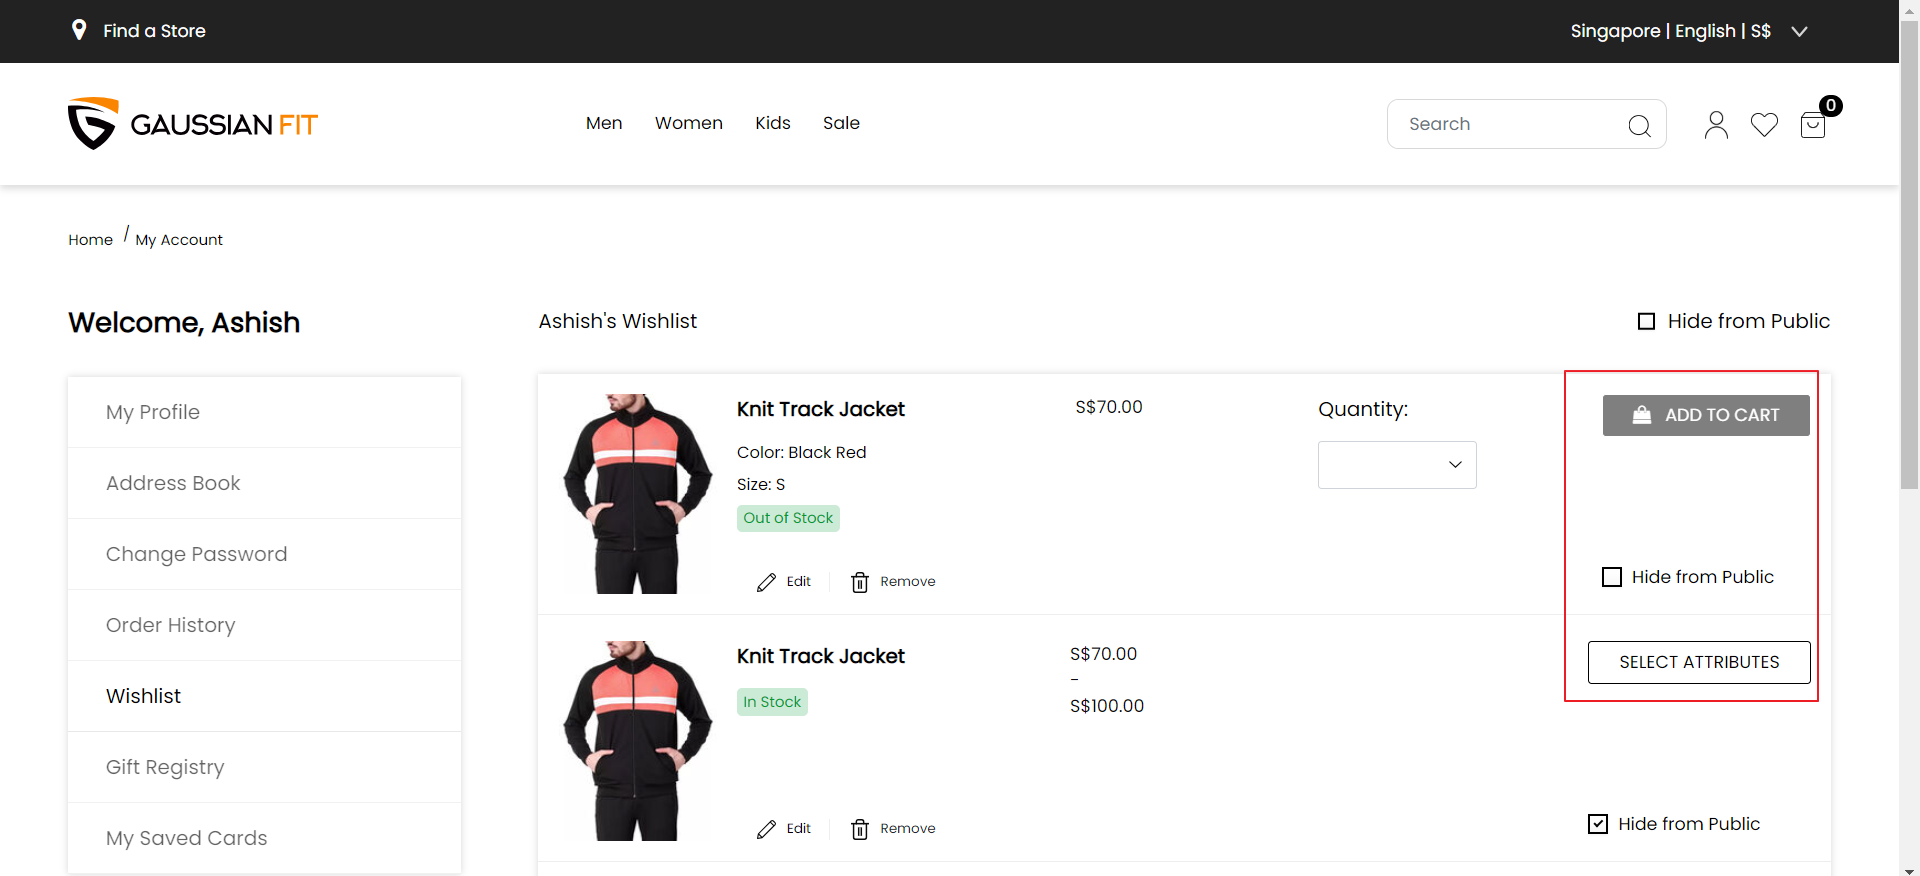 Find a Store
Singapore | English | S$
GAUSSIAN FIT
Men Women Kids Sale
Search
0
Home / My Account
Welcome, Ashish
My Profile
Address Book
Change Password
Order History
Wishlist
Gift Registry
My Saved Cards
Ashish's Wishlist
Hide from Public
Knit Track Jacket
S$70.00
Quantity:
ADD TO CART
Color: Black Red
Size: S
Out of Stock
Edit
Remove
Hide from Public
Knit Track Jacket
S$70.00
–
S$100.00
SELECT ATTRIBUTES
In Stock
Edit
Remove
Hide from Public